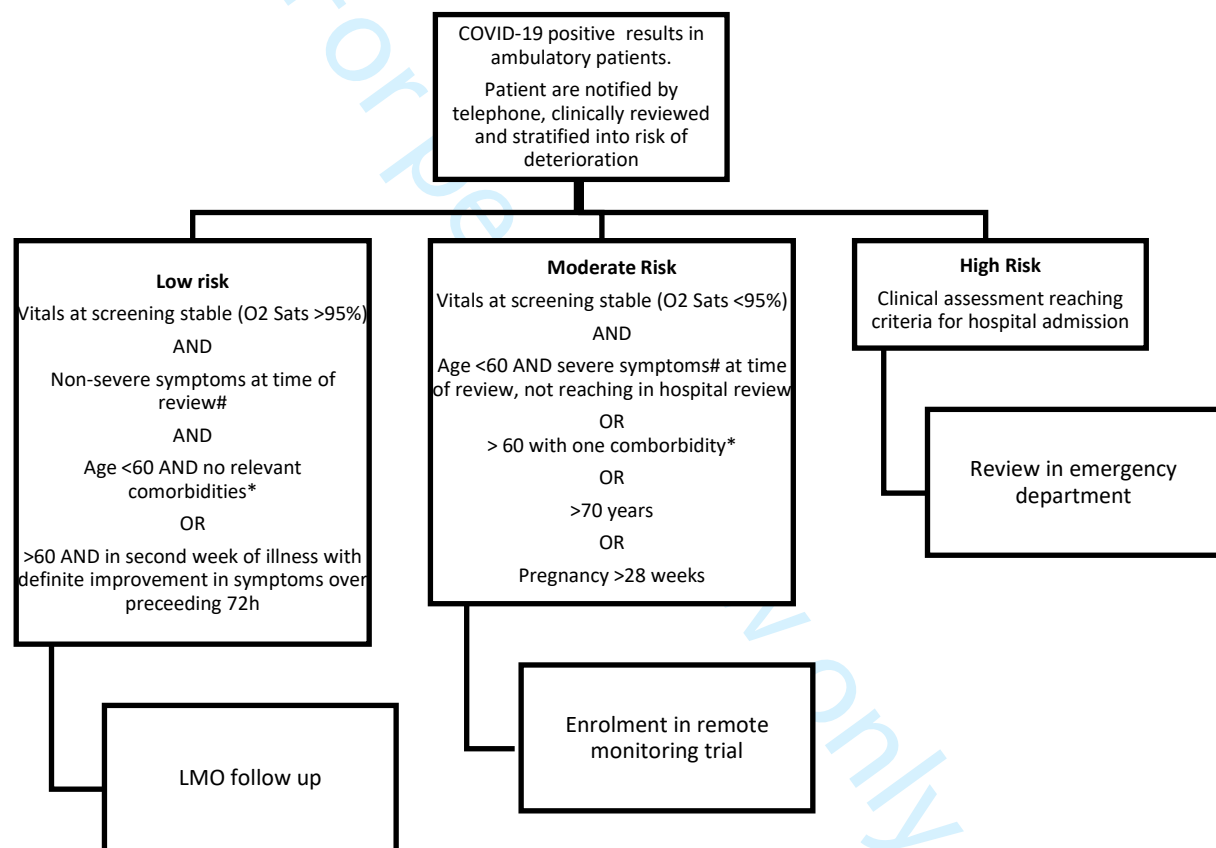 COVID-19 positive results in
ambulatory patients.
Patient are notified by
telephone, clinically reviewed
and stratified into risk of
deterioration
Low risk
Vitals at screening stable (O2 Sats >95%)
AND
Non-severe symptoms at time of
review#
AND
Age <60 AND no relevant
comorbidities*
OR
>60 AND in second week of illness with
definite improvement in symptoms over
preceeding 72h
LMO follow up
Moderate Risk
Vitals at screening stable (O2 Sats <95%)
AND
Age <60 AND severe symptoms# at time
of review, not reaching in hospital review
OR
> 60 with one comborbidity*
OR
>70 years
OR
Pregnancy >28 weeks
Enrolment in remote
monitoring trial
High Risk
Clinical assessment reaching
criteria for hospital admission
Review in emergency
department